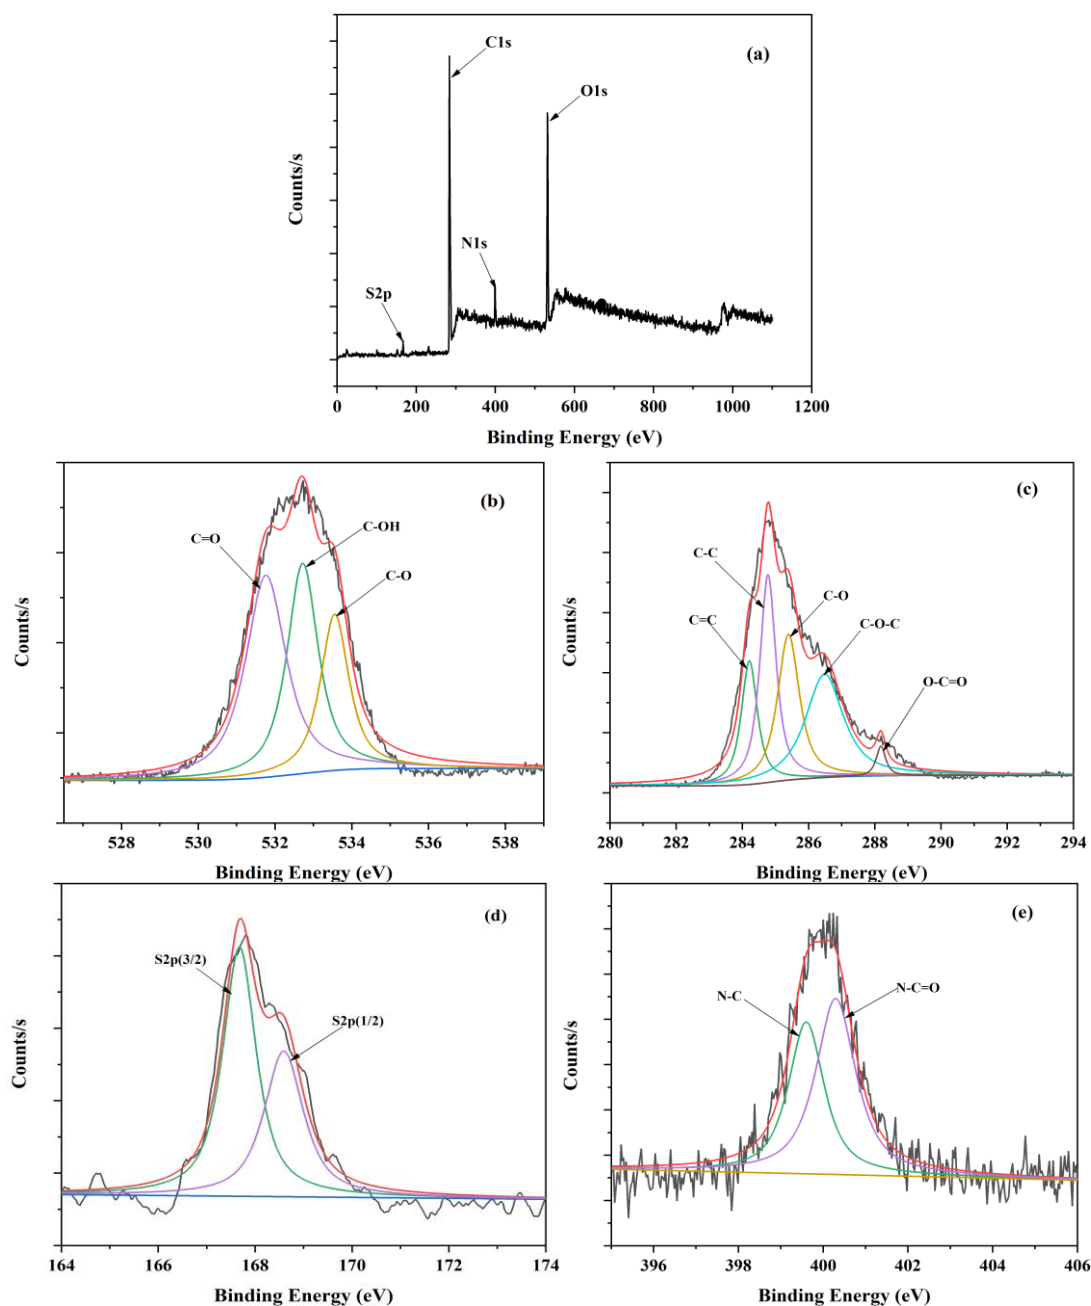 (a)
C1s
O1s
N1s
S2p
Counts/s
0 200 400 600 800 1000 1200
Binding Energy (eV)
(b)
C=O
C-OH
C-O
Counts/s
528 530 532 534 536 538
Binding Energy (eV)
(c)
C-C
C=C
C-O
C-O-C
O-C=O
Counts/s
280 282 284 286 288 290 292 294
Binding Energy (eV)
(d)
S2p(3/2)
S2p(1/2)
Counts/s
164 166 168 170 172 174
Binding Energy (eV)
(e)
N-C
N-C=O
Counts/s
396 398 400 402 404 406
Binding Energy (eV)